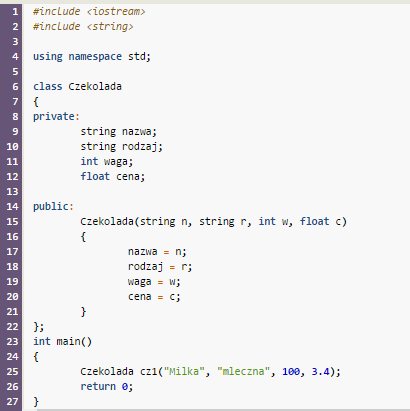 1 #include <iostream>
2 #include <string>
3
4 using namespace std;
5
6 class Czekolada
7 {
8 private:
9 string nazwa;
10 string rodzaj;
11 int waga;
12 float cena;
13
14 public:
15 Czekolada(string n, string r, int w, float c)
16 {
17 nazwa = n;
18 rodzaj = r;
19 waga = w;
20 cena = c;
21 }
22 };
23 int main()
24 {
25 Czekolada cz1("Milka", "mleczna", 100, 3.4);
26 return 0;
27 }